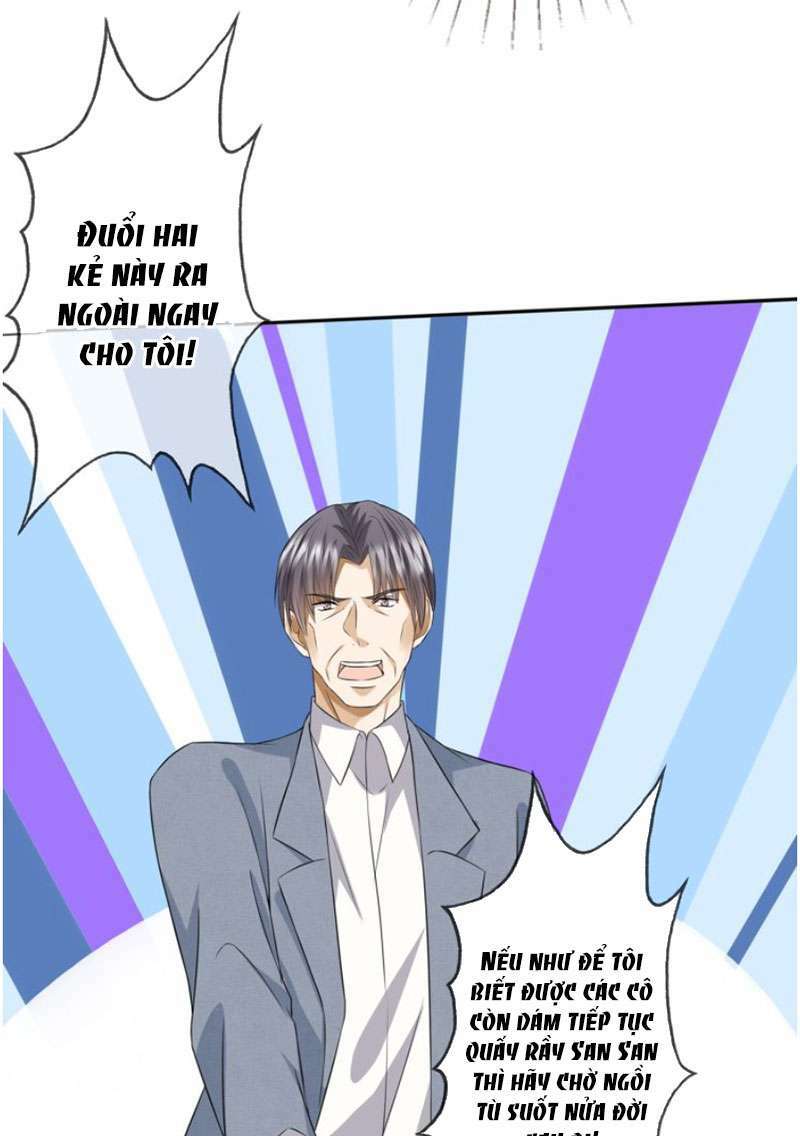 ĐUỔI HAI
KẺ NÀY RA
NGOÀI NGAY
CHO TÔI!
NẾU NHƯ ĐỂ TÔI
BIẾT ĐƯỢC CÁC CÔ
CÒN DÁM TIẾP TỤC
QUẤY RẦY SAN SAN
THÌ HÃY CHỜ NGỒI
TÙ SUỐT NỬA ĐỜI